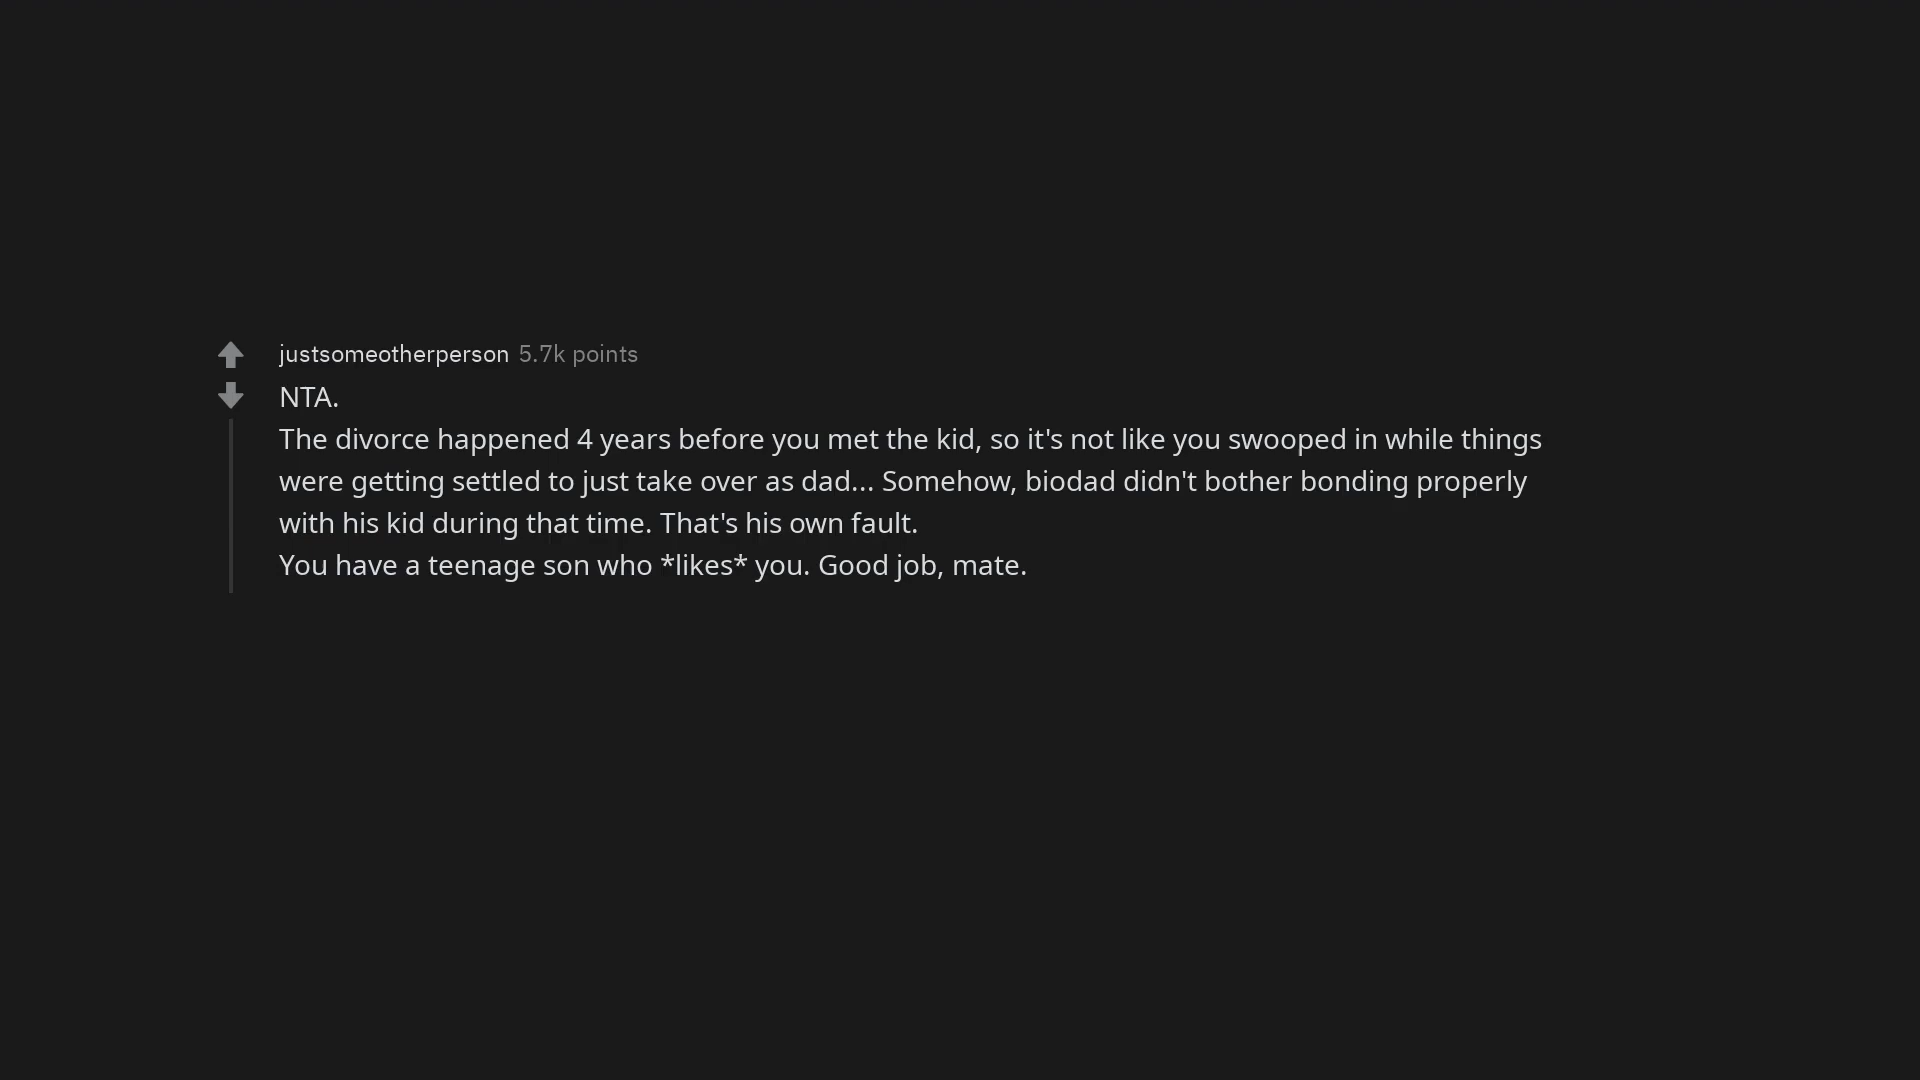 justsomeotherperson 5.7k points
NTA.
The divorce happened 4 years before you met the kid, so it's not like you swooped in while things
were getting settled to just take over as dad... Somehow, biodad didn't bother bonding properly
with his kid during that time. That's his own fault.
You have a teenage son who *likes* you. Good job, mate.